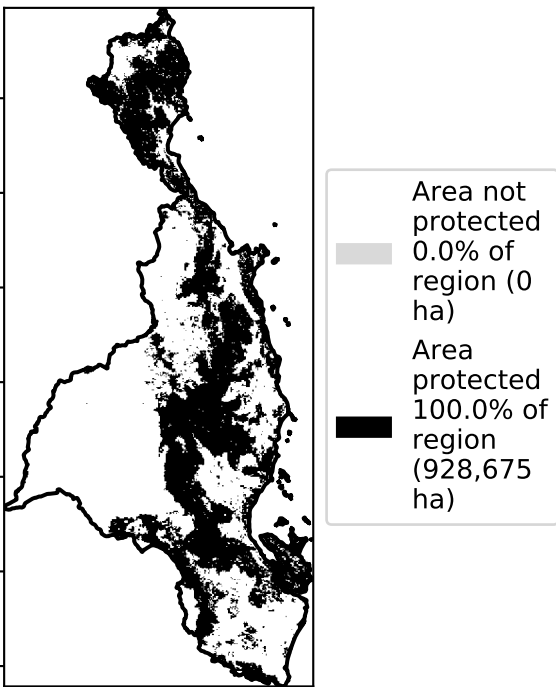 Area not
protected
0.0% of
region (0
ha)
Area
protected
100.0% of
region
(928,675
ha)